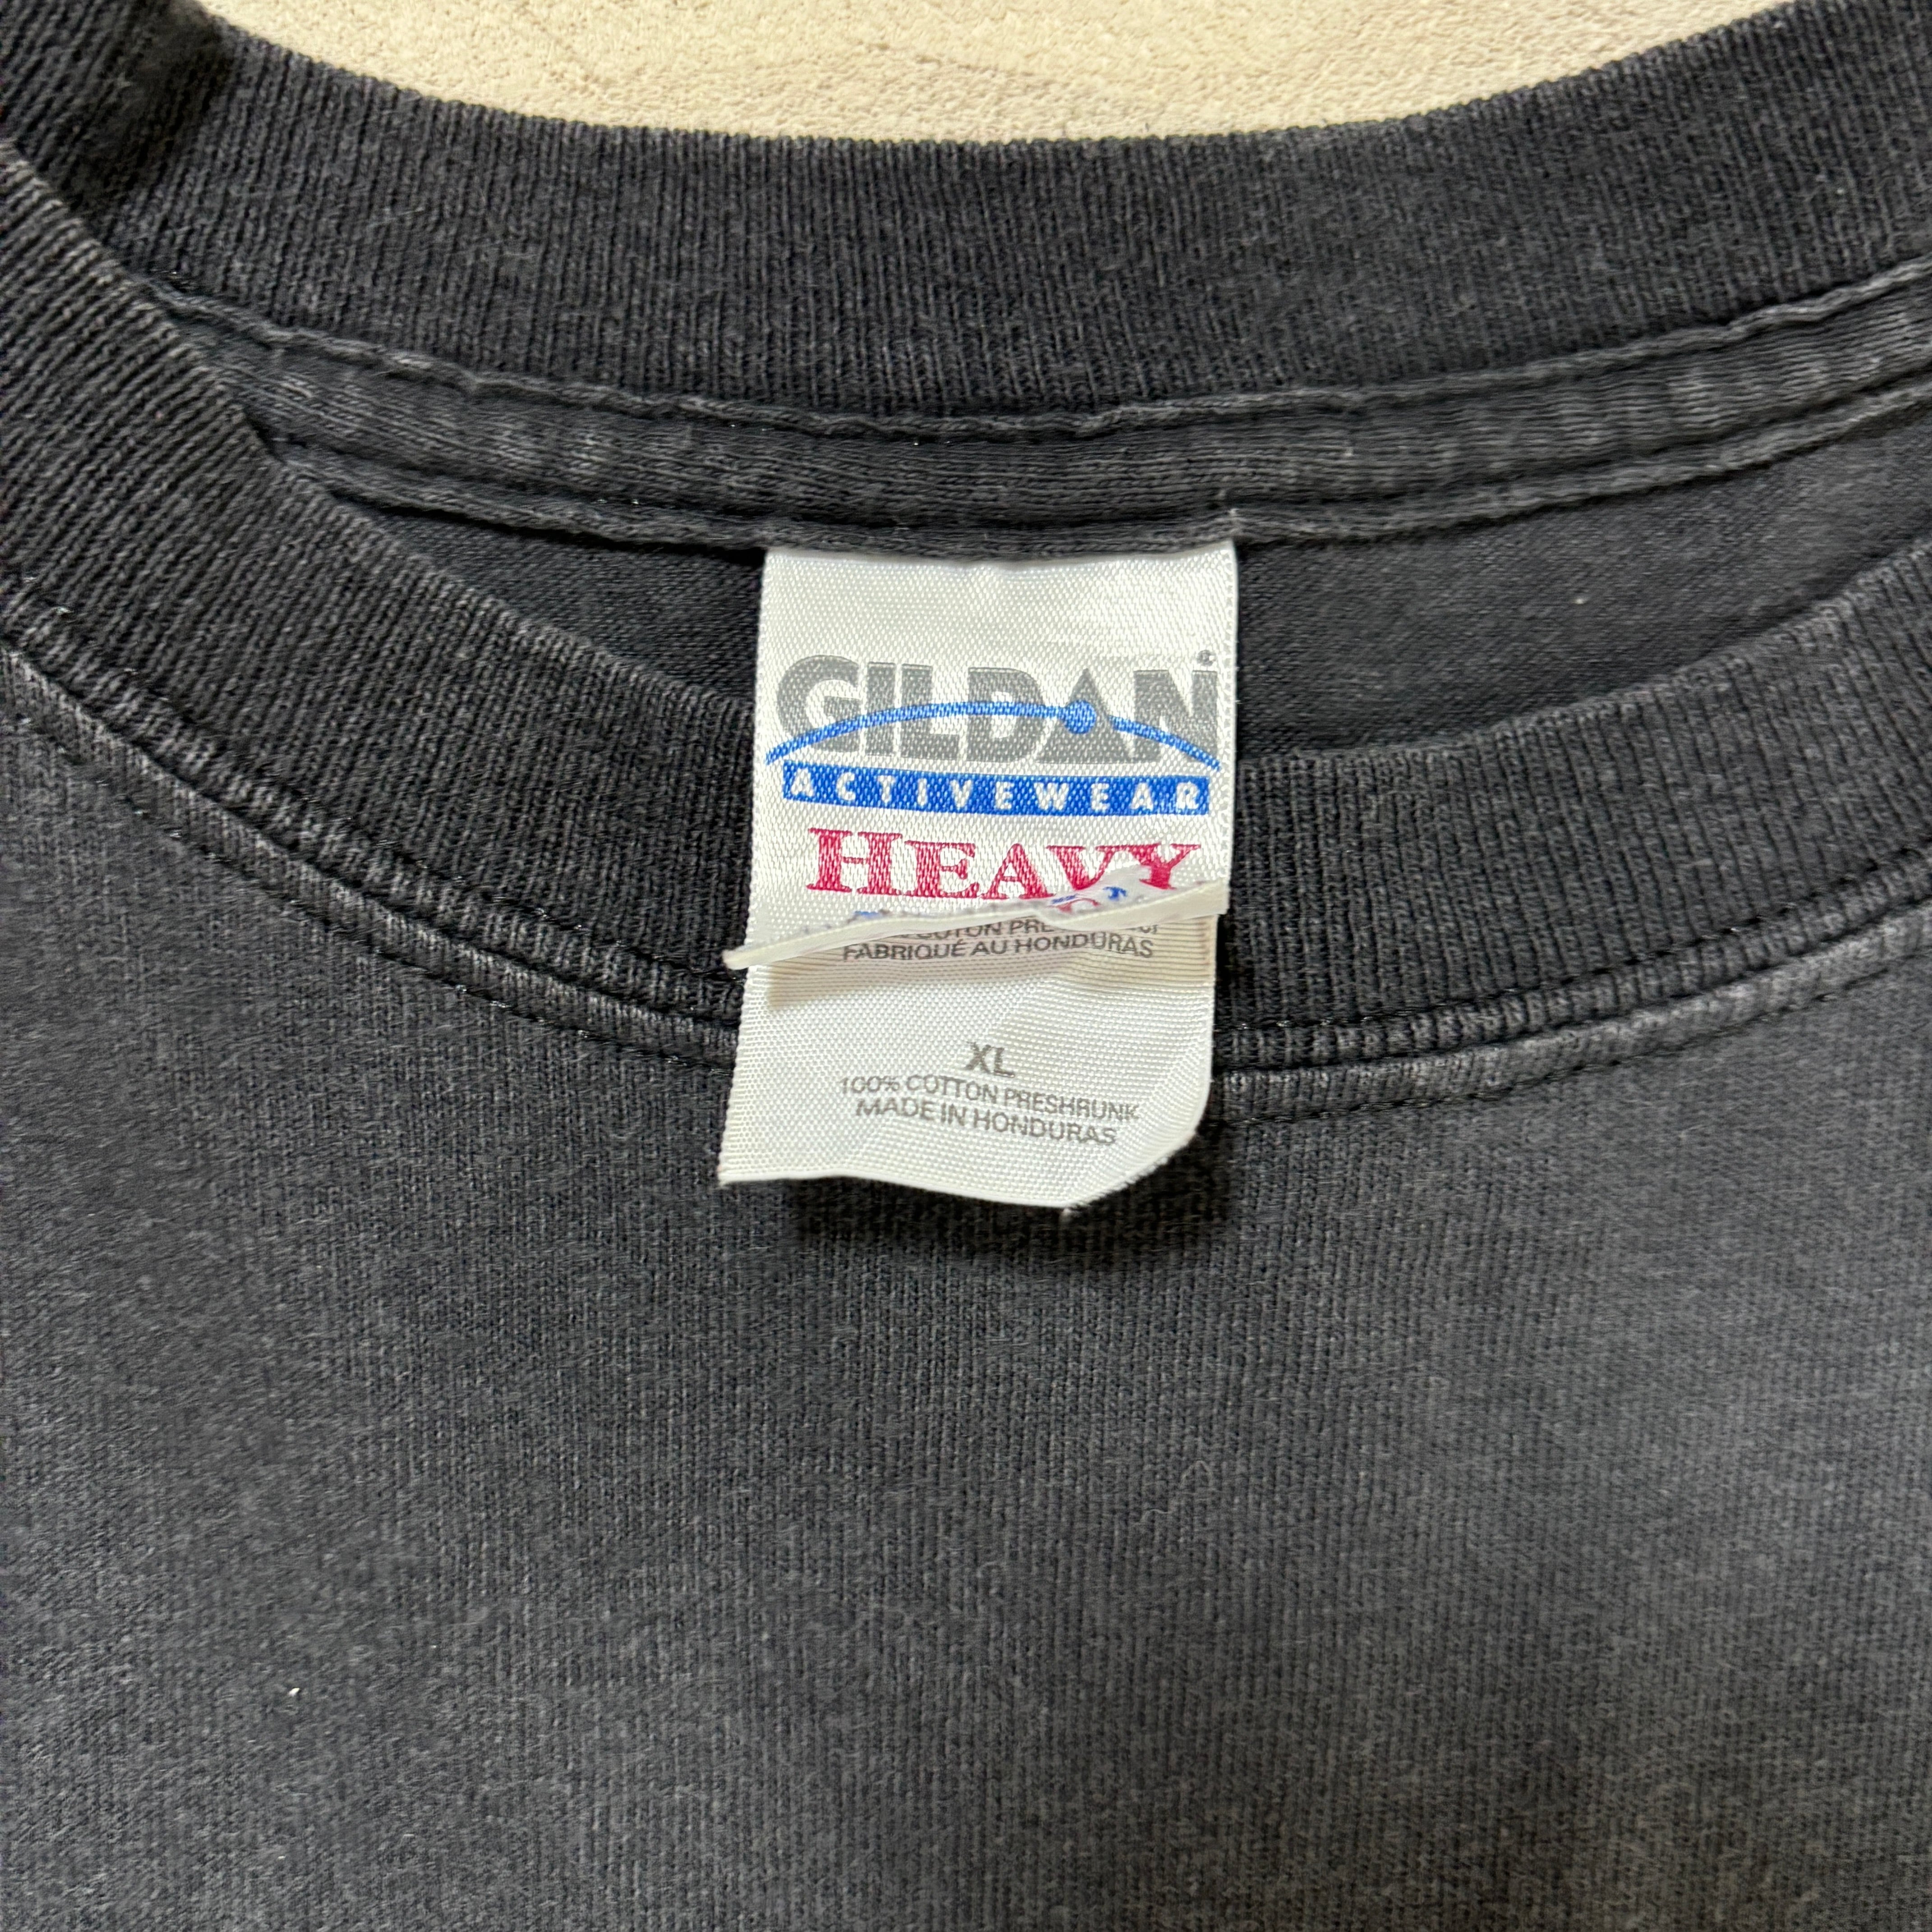 GILDAN
ACTIVEWEAR
HEAVY
FABRIQUÉ AU HONDURAS
XL
100% COTTON PRESHRUNK
MADE IN HONDURAS